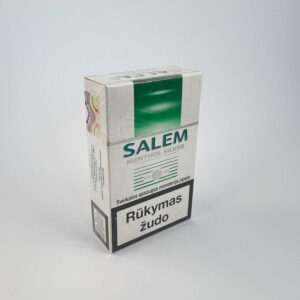 SALEM
MENTHOL SILVER
Sveikatos apsaugos ministerija įspėja:
Rūkymas
žudo